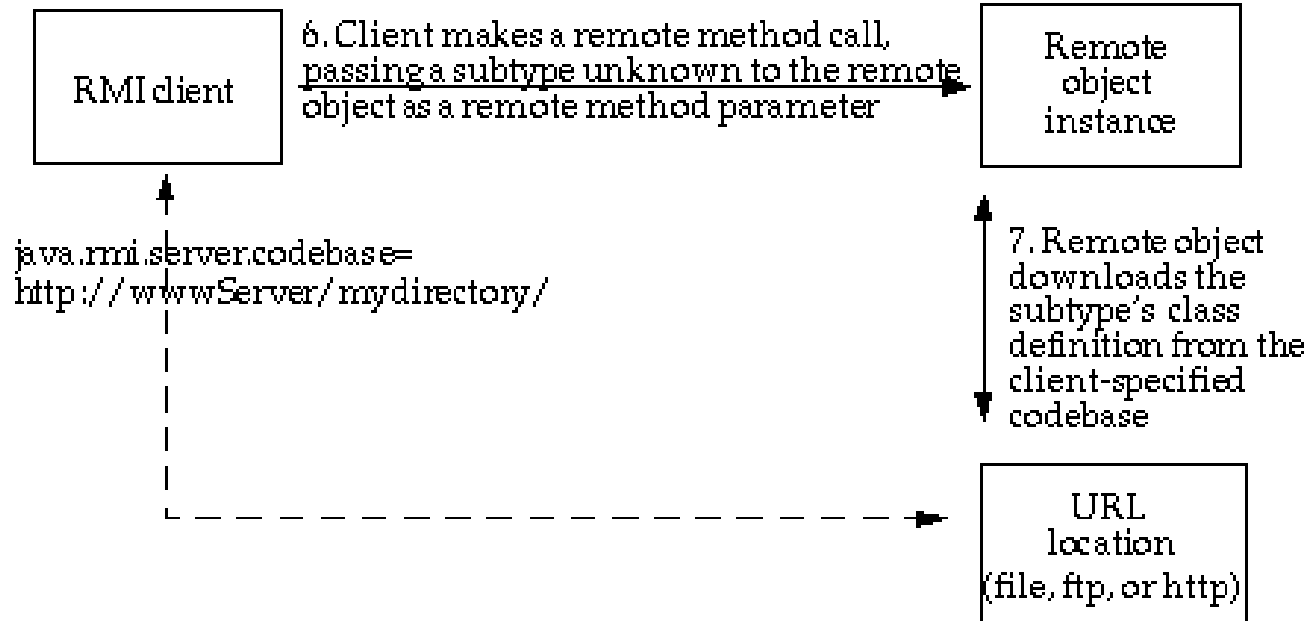 RMI client
6. Client makes a remote method call,
passing a subtype unknown to the remote
object as a remote method parameter
Remote
object
instance
java.rmi.server.codebase=
http://wwwServer/mydirectory/
7. Remote object
downloads the
subtype's class
definition from the
client-specified
codebase
URL
location
(file, ftp, or http)